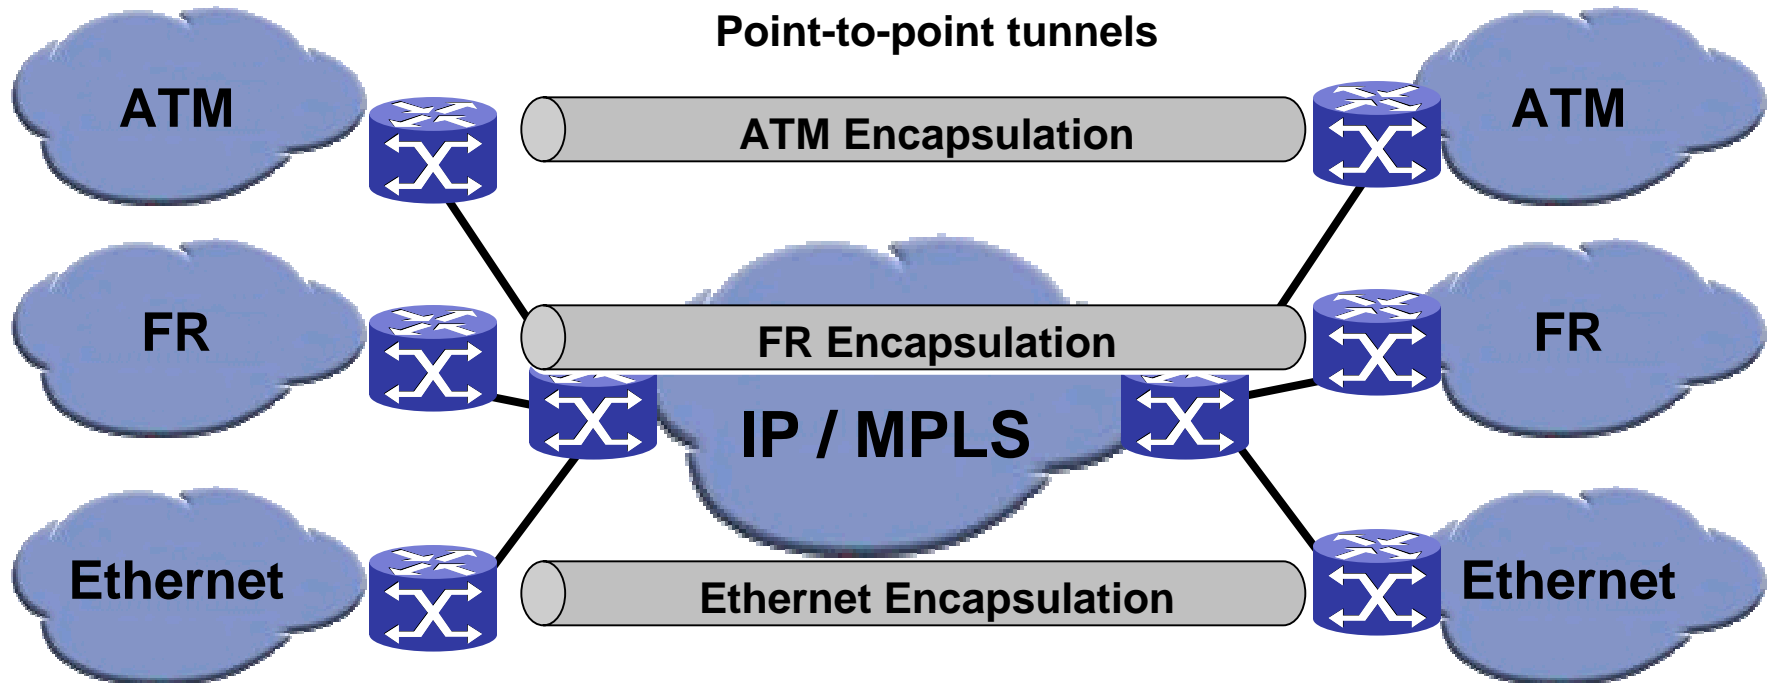 Point-to-point tunnels
ATM
ATM Encapsulation
ATM
FR
FR Encapsulation
FR
IP / MPLS
Ethernet
Ethernet Encapsulation
Ethernet